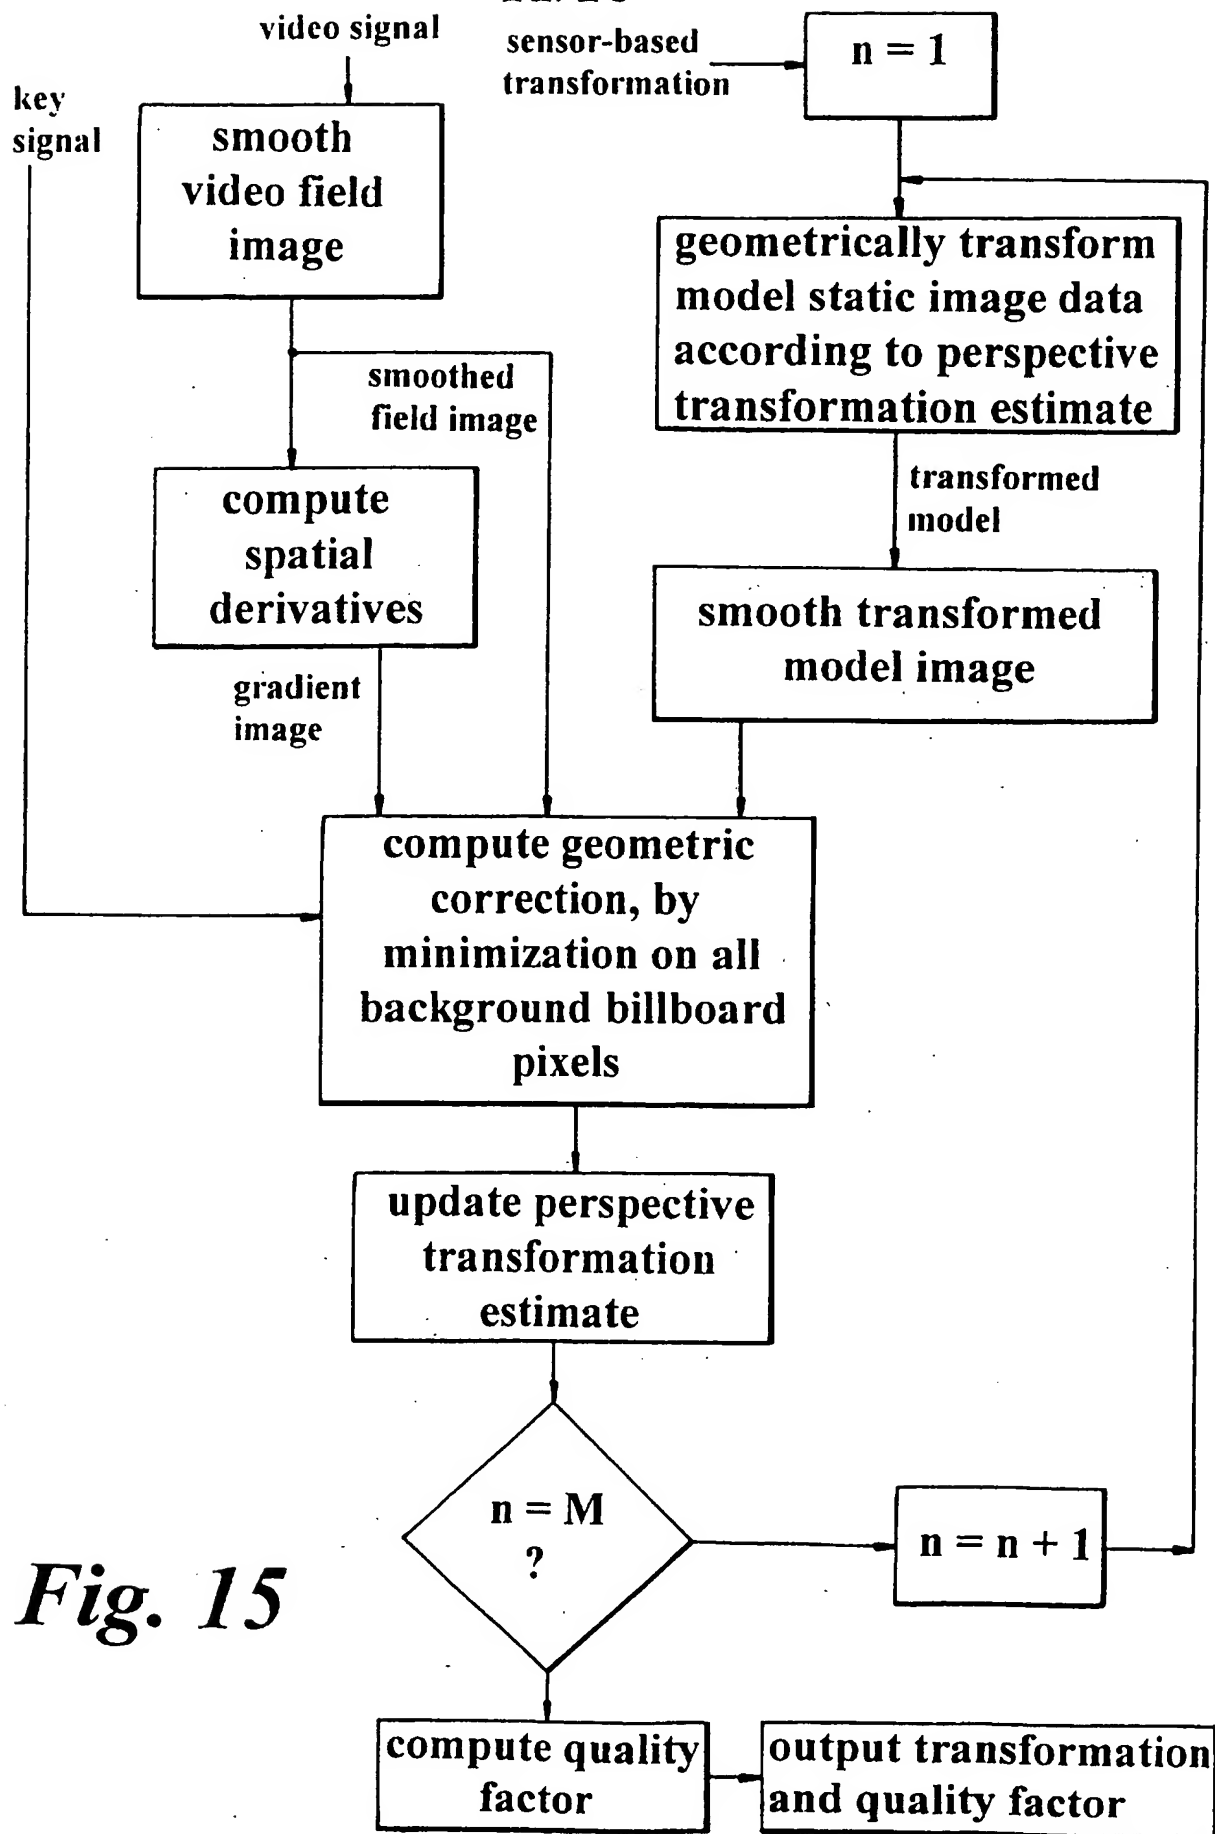 video signal
sensor-based
transformation
n = 1
key
signal
smooth
video field
image
geometrically transform
model static image data
according to perspective
transformation estimate
smoothed
field image
transformed
model
compute
spatial
derivatives
smooth transformed
model image
gradient
image
compute geometric
correction, by
minimization on all
background billboard
pixels
update perspective
transformation
estimate
n = M
?
n = n + 1
Fig. 15
compute quality
factor
output transformation
and quality factor